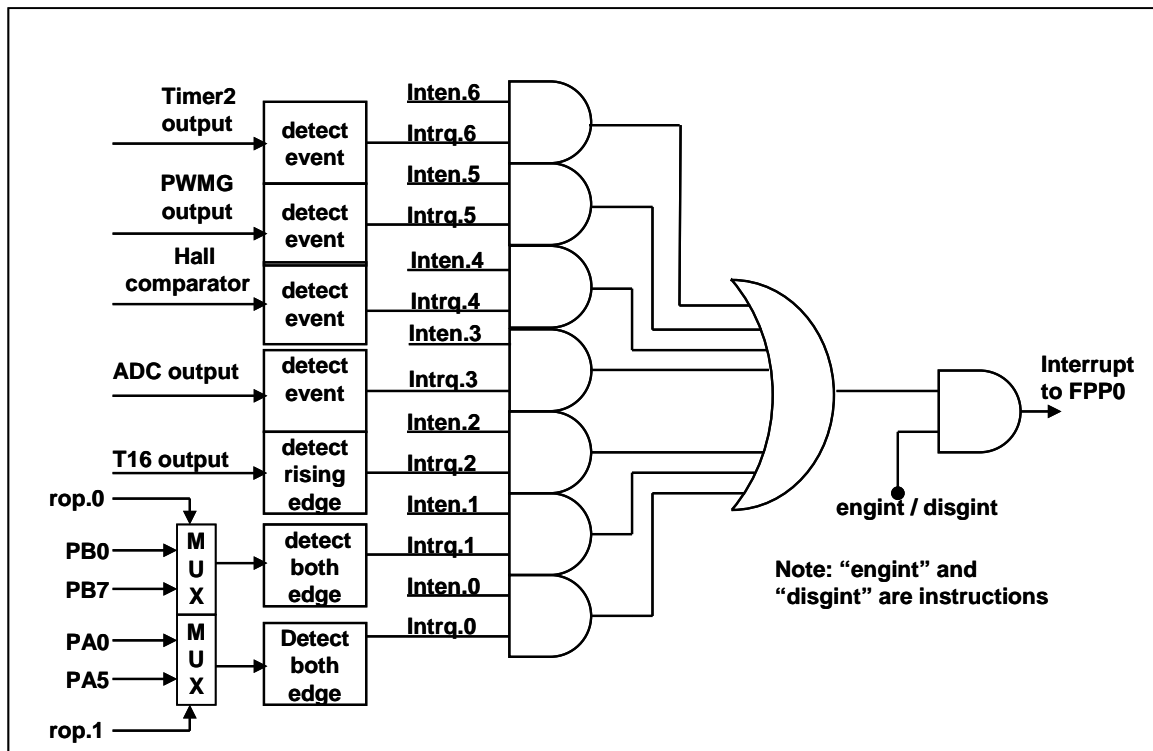 Timer2
output
detect
event
Inten.6
Intrq.6
PWMG
output
detect
event
Inten.5
Intrq.5
Hall
comparator
detect
event
Inten.4
Intrq.4
ADC output
detect
event
Inten.3
Intrq.3
T16 output
detect
rising
edge
Inten.2
Intrq.2
rop.0
PB0
PB7
M
U
X
detect
both
edge
Inten.1
Intrq.1
PA0
PA5
rop.1
M
U
X
Detect
both
edge
Inten.0
Intrq.0
Interrupt
to FPP0
engint / disgint
Note: “engint” and
“disgint” are instructions